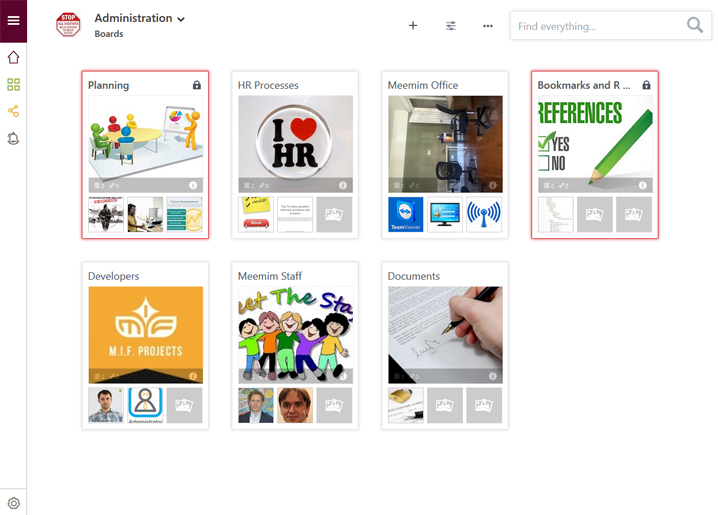 STOP
Administration
Boards
Find everything...
Planning
HR Processes
Meemim Office
Bookmarks and R ...
I
HR
REFERENCES
YES
NO
TeamViewer
Developers
Meemim Staff
Documents
M.I.F. PROJECTS
eet The Sta
Administrator